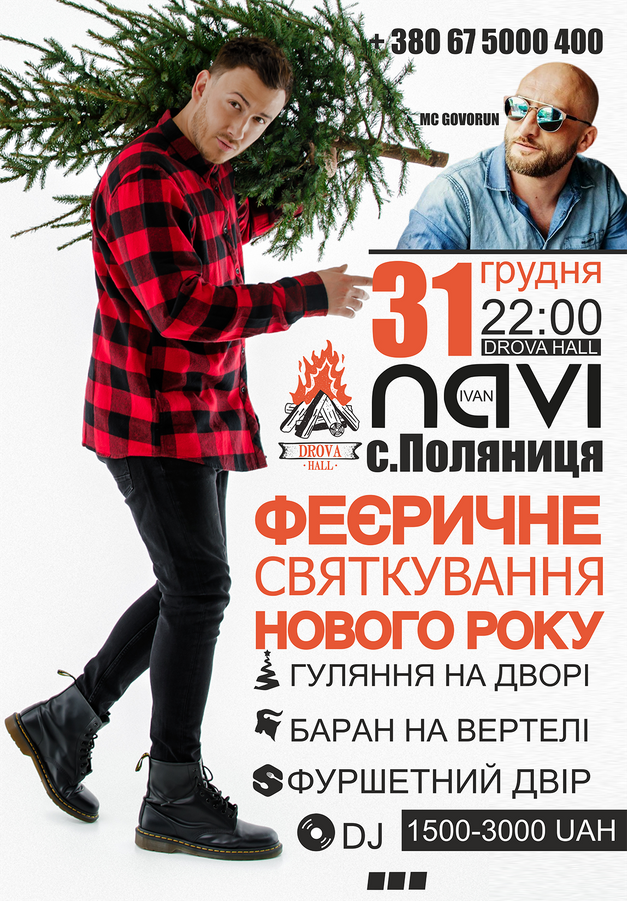 + 380 67 5000 400
MC GOVORUN
31 грудня
22:00
DROVA HALL
IVAN
NAVI
DROVA
· HALL ·
с.Поляниця
ФЕЄРИЧНЕ
СВЯТКУВАННЯ
НОВОГО РОКУ
ГУЛЯННЯ НА ДВОРІ
БАРАН НА ВЕРТЕЛІ
ФУРШЕТНИЙ ДВІР
DJ 1500-3000 UAH